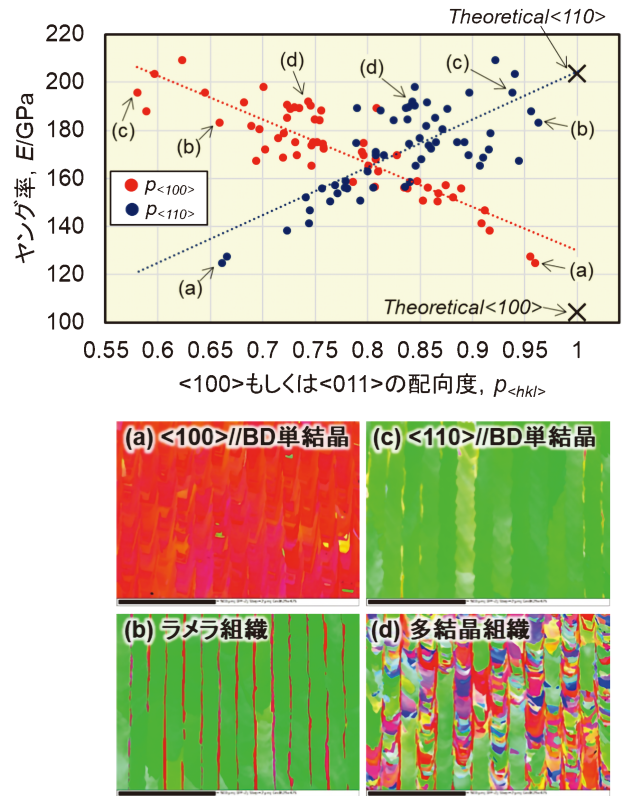 Theoretical<110>
220
200
180
160
140
120
100
ヤング率, E/GPa
(d)
(d)
(c)
(c)
(b)
(b)
p<100>
p<110>
(a)
(a)
Theoretical<100>
0.55 0.6 0.65 0.7 0.75 0.8 0.85 0.9 0.95 1
<100>もしくは<011>の配向度, p<hkl>
(a) <100>//BD単結晶
(c) <110>//BD単結晶
(b) ラメラ組織
(d) 多結晶組織